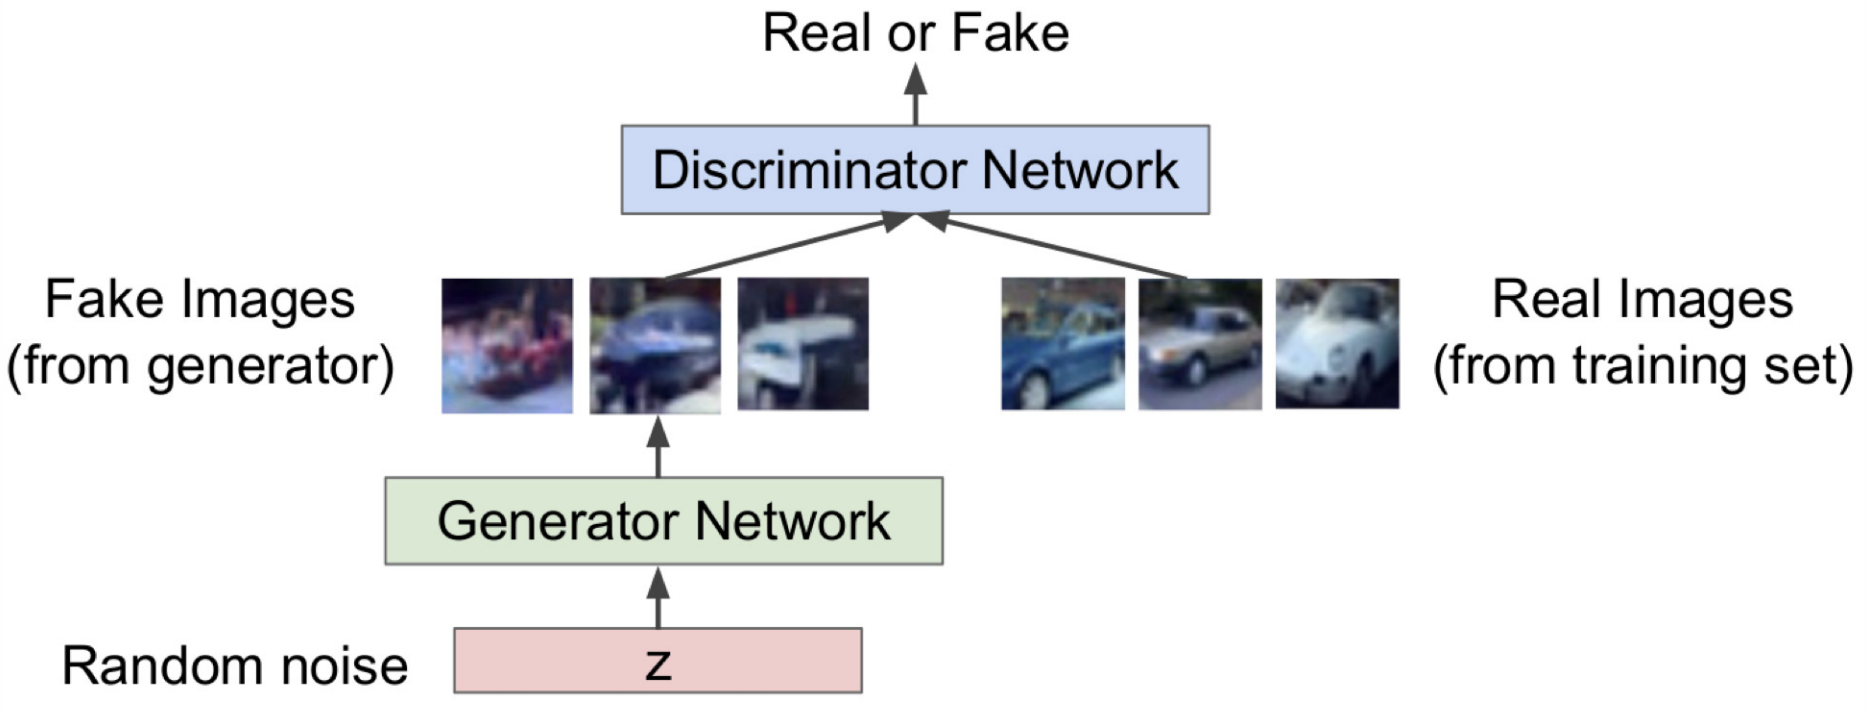 Real or Fake
Discriminator Network
Fake Images
(from generator)
Real Images
(from training set)
Generator Network
Random noise
z